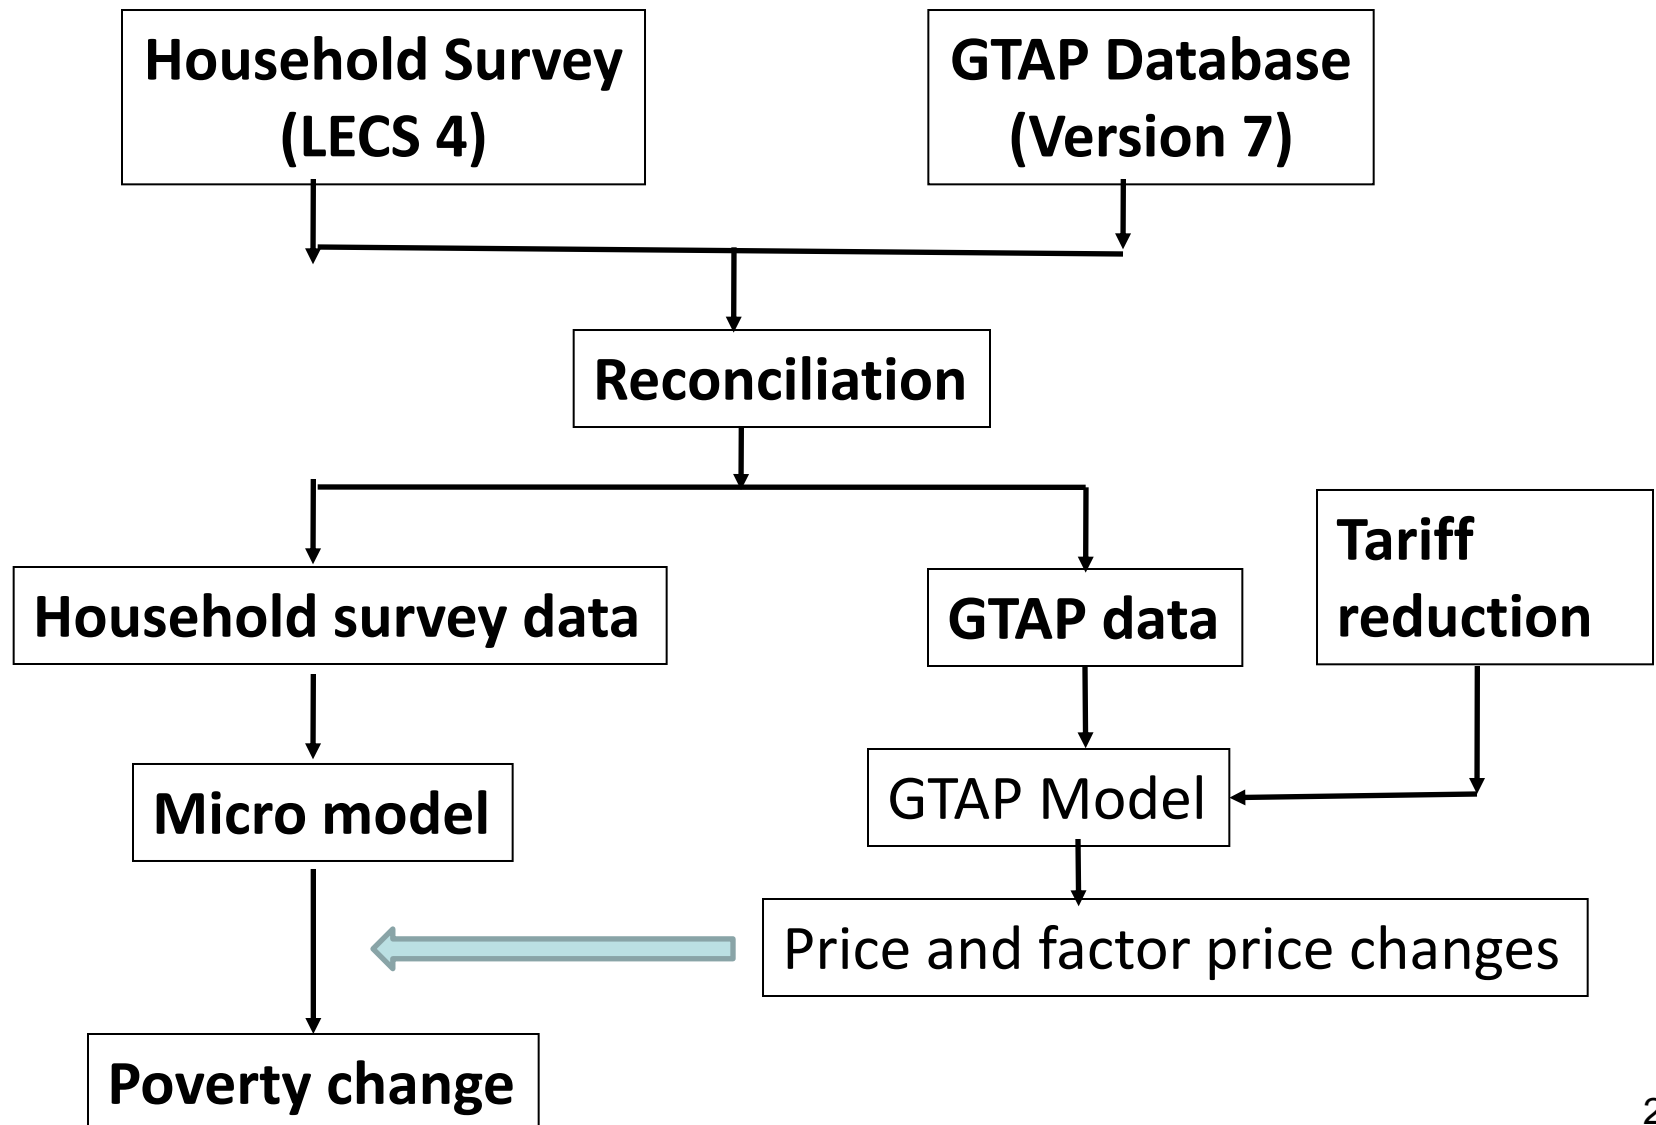 Household Survey
(LECS 4)
GTAP Database
(Version 7)
Reconciliation
Tariff
reduction
Household survey data
GTAP data
Micro model
GTAP Model
Price and factor price changes
Poverty change
2